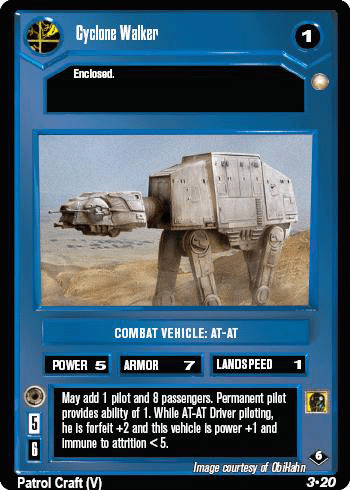 Cyclone Walker
1
Enclosed.
COMBAT VEHICLE: AT-AT
POWER 5 ARMOR 7 LANDSPEED 1
May add 1 pilot and 8 passengers. Permanent pilot
provides ability of 1. While AT-AT Driver piloting,
he is forfeit +2 and this vehicle is power +1 and
immune to attrition < 5.
5
6
6
Image courtesy of ObiHahn
Patrol Craft (V)
3•20